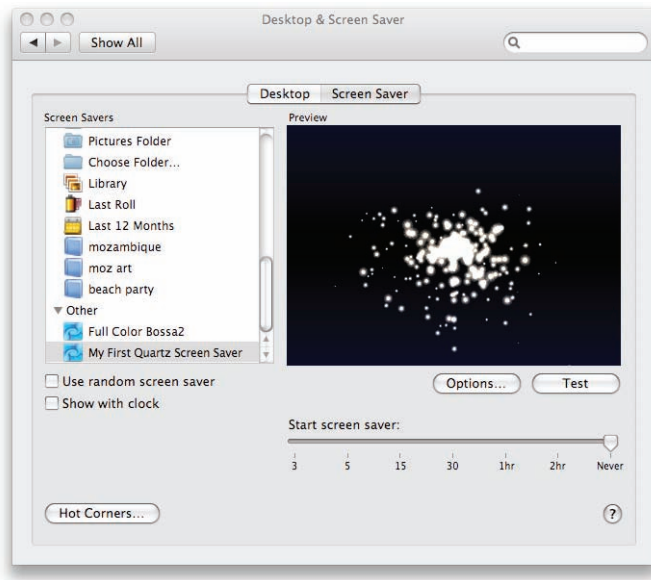 Desktop & Screen Saver
Show All
Desktop
Screen Saver
Screen Savers
Pictures Folder
Choose Folder...
Library
Last Roll
Last 12 Months
mozambique
moz art
beach party
Other
Full Color Bossa2
My First Quartz Screen Saver
Use random screen saver
Show with clock
Preview
Options...
Test
Start screen saver:
3 5 15 30 1hr 2hr Never
Hot Corners...
?